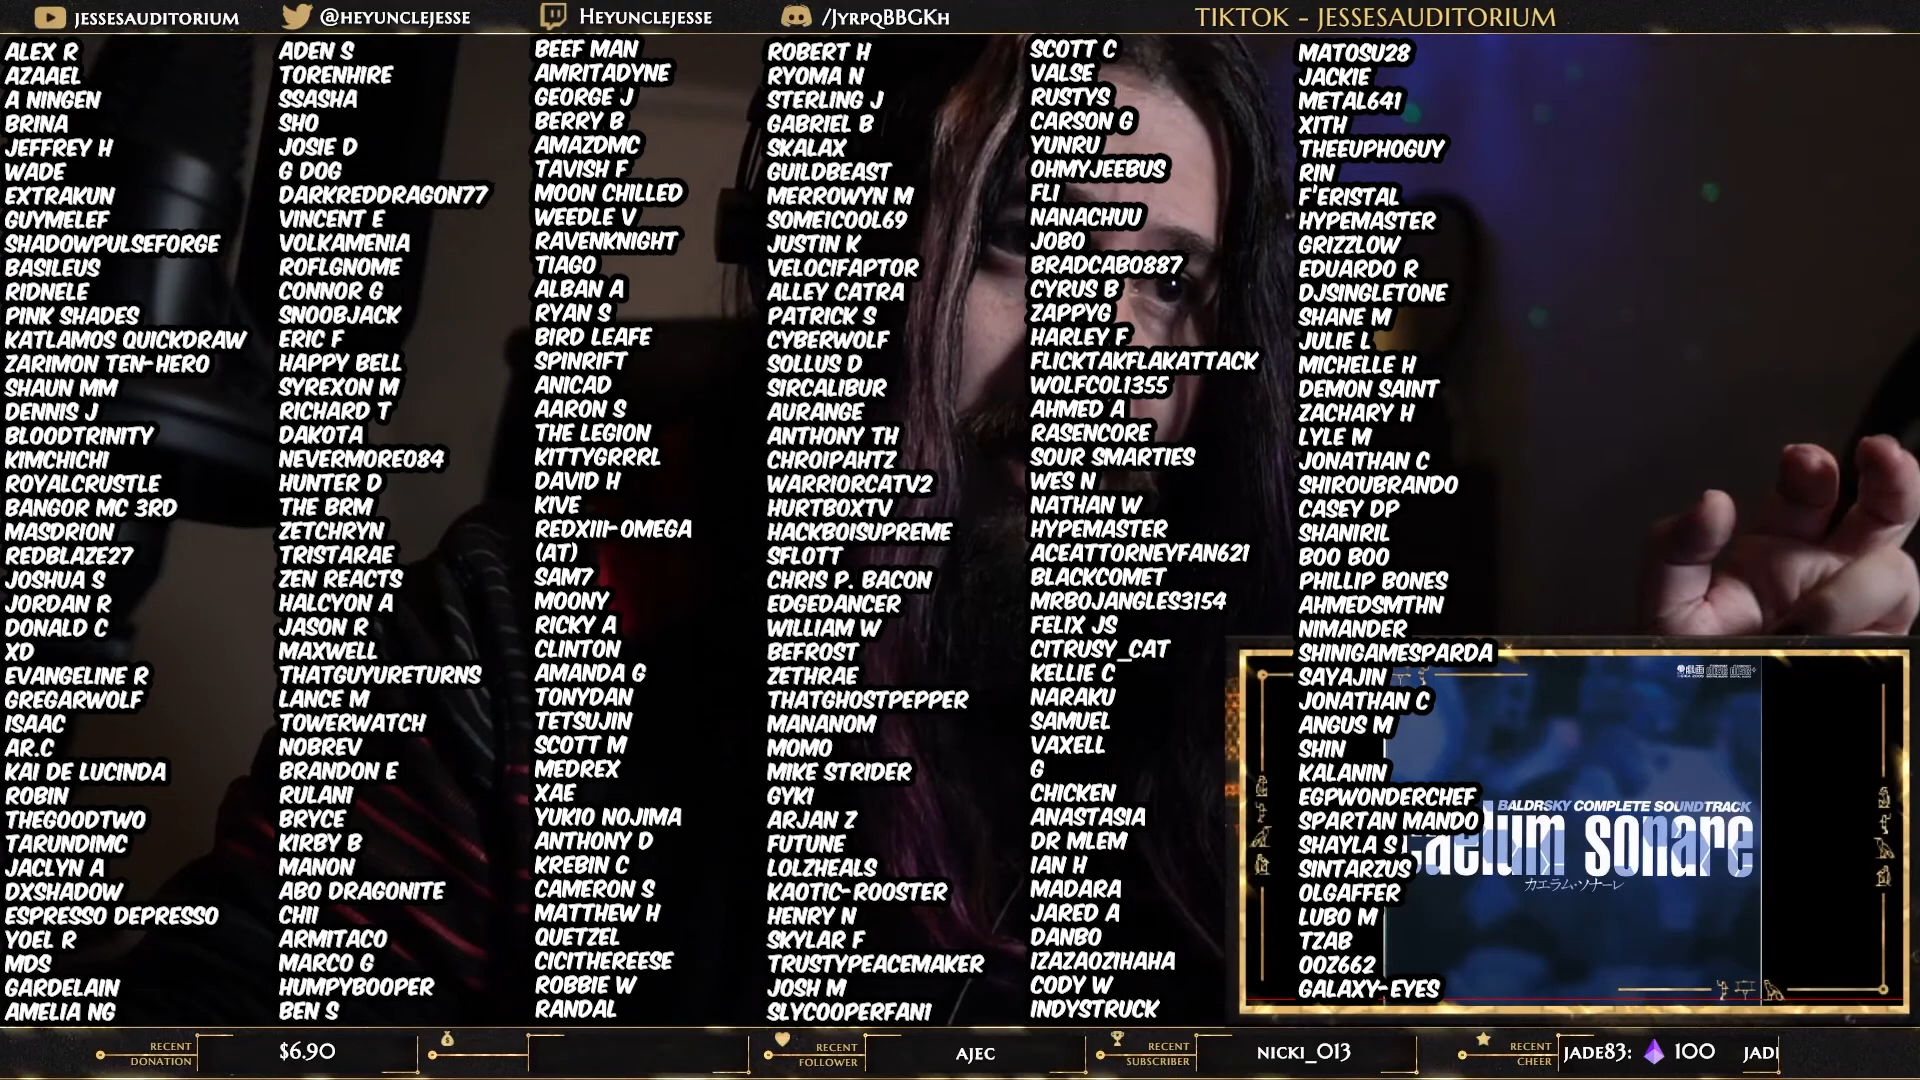 JESSESAUDITORIUM
@HEYUNCLEJESSE
HEYUNCLEJESSE
/JYRPQBBGKH
TIKTOK - JESSESAUDITORIUM
ALEX R
AZAAEL
A NINGEN
BRINA
JEFFREY H
WADE
EXTRAKUN
GUYMELEF
SHADOWPULSEFORGE
BASILEUS
RIDNELE
PINK SHADES
KATLAMOS QUICKDRAW
ZARIMON TEN-HERO
SHAUN MM
DENNIS J
BLOODTRINITY
KIMCHICHI
ROYALCRUSTLE
BANGOR MC 3RD
MASDRION
REDBLAZE27
JOSHUA S
JORDAN R
DONALD C
XD
EVANGELINE R
GREGARWOLF
ISAAC
AR.C
KAI DE LUCINDA
ROBIN
THEGOODTWO
TARUNDIMC
JACLYN A
DXSHADOW
ESPRESSO DEPRESSO
YOEL R
MDS
GARDELAIN
AMELIA NG
ADEN S
TORENHIRE
SSASHA
SHO
JOSIE D
G DOG
DARKREDDRAGON77
VINCENT E
VOLKAMENIA
ROFLGNOME
CONNOR G
SNOOBJACK
ERIC F
HAPPY BELL
SYREXON M
RICHARD T
DAKOTA
NEVERMORE084
HUNTER D
THE BRM
ZETCHRYN
TRISTARAE
ZEN REACTS
HALCYON A
JASON R
MAXWELL
THATGUYURETURNS
LANCE M
TOWERWATCH
NOBREV
BRANDON E
RULANI
BRYCE
KIRBY B
MANON
ABO DRAGONITE
CHII
ARMITACO
MARCO G
HUMPYBOOPER
BEN S
BEEF MAN
AMRITADYNE
GEORGE J
BERRY B
AMAZDMC
TAVISH F
MOON CHILLED
WEEDLE V
RAVENKNIGHT
TIAGO
ALBAN A
RYAN S
BIRD LEAFE
SPINRIFT
ANICAD
AARON S
THE LEGION
KITTYGRRRL
DAVID H
KIVE
REDXIII-OMEGA
(AT)
SAM7
MOONY
RICKY A
CLINTON
AMANDA G
TONYDAN
TETSUJIN
SCOTT M
MEDREX
XAE
YUKIO NOJIMA
ANTHONY D
KREBIN C
CAMERON S
MATTHEW H
QUETZEL
CICITHEREESE
ROBBIE W
RANDAL
ROBERT H
RYOMA N
STERLING J
GABRIEL B
SKALAX
GUILDBEAST
MERROWYN M
SOMEICOOL69
JUSTIN K
VELOCIFAPTOR
ALLEY CATRA
PATRICK S
CYBERWOLF
SOLLUS D
SIRCALIBUR
AURANGE
ANTHONY TH
CHROIPAHTZ
WARRIORCATV2
HURTBOXTV
HACKBOISUPREME
SFLOTT
CHRIS P. BACON
EDGEDANCER
WILLIAM W
BEFROST
ZETHRAE
THATGHOSTPEPPER
MANANOM
MOMO
MIKE STRIDER
GYKI
ARJAN Z
FUTUNE
LOLZHEALS
KAOTIC-ROOSTER
HENRY N
SKYLAR F
TRUSTYPEACEMAKER
JOSH M
SLYCOOPERFAN1
SCOTT C
VALSE
RUSTYS
CARSON G
YUNRU
OHMYJEEBUS
FLI
NANACHUU
JOBO
BRADCABO887
CYRUS B
ZAPPYG
HARLEY F
FLICKTAKFLAKATTACK
WOLFCOL1355
AHMED A
RASENCORE
SOUR SMARTIES
WES N
NATHAN W
HYPEMASTER
ACEATTORNEYFAN621
BLACKCOMET
MRBOJANGLES3154
FELIX JS
CITRUSY_CAT
KELLIE C
NARAKU
SAMUEL
VAXELL
G
CHICKEN
ANASTASIA
DR MLEM
IAN H
MADARA
JARED A
DANBO
IZAZAOZIHAHA
CODY W
INDYSTRUCK
MATOSU28
JACKIE
METAL641
XITH
THEEUPHOGUY
RIN
F'ERISTAL
HYPEMASTER
GRIZZLOW
EDUARDO R
DJSINGLETONE
SHANE M
JULIE L
MICHELLE H
DEMON SAINT
ZACHARY H
LYLE M
JONATHAN C
SHIROUBRANDO
CASEY DP
SHANIRIL
BOO BOO
PHILLIP BONES
AHMEDSMTHN
NIMANDER
SHINIGAMESPARDA
SAYAJIN
JONATHAN C
ANGUS M
SHIN
KALANIN
EGPWONDERCHEF
SPARTAN MANDO
SHAYLA S
SINTARZUS
OLGAFFER
LUBO M
TZAB
OOZ662
GALAXY-EYES
BALDRSKY COMPLETE SOUNDTRACK
caelum sonare
カエラム・ソナーレ
RECENT DONATION
$6.90
RECENT FOLLOWER
AJEC
RECENT SUBSCRIBER
NICKI_013
RECENT CHEER
JADE83: 100 JADE